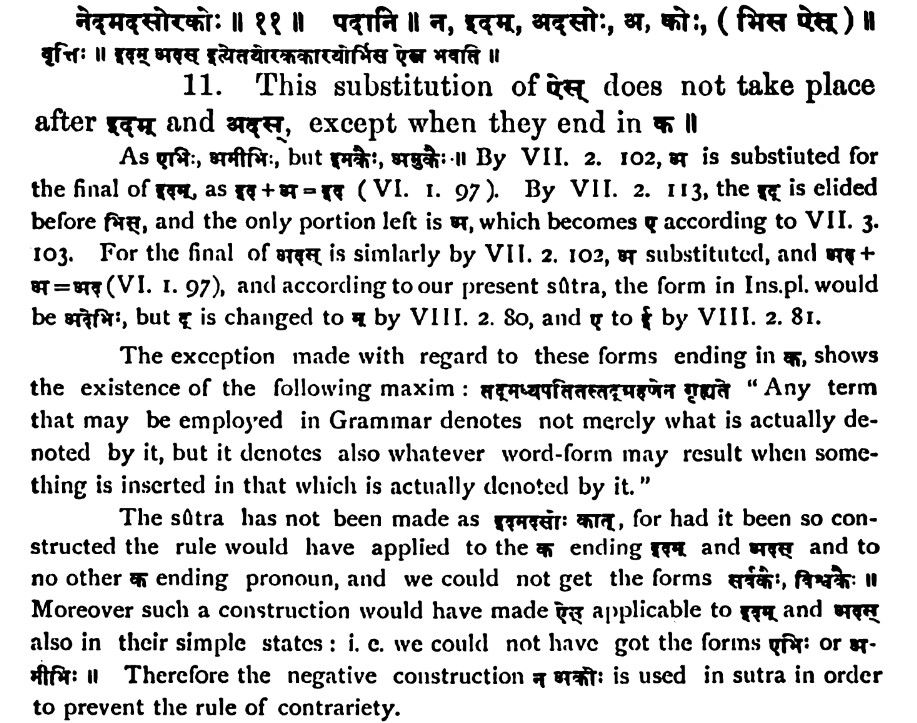 नेदमदसोरकोः ॥ ११ ॥ पदानि ॥ न, इदम्, अदसोः, अ, कोः, ( भिस ऐस् ) ॥
वृत्तिः ॥ इदम् अदस् इत्येतयोरककारयोर्भिस ऐस्न भवति ॥
11. This substitution of ऐस् does not take place
after इदम् and अदस्, except when they end in क ॥
As एभिः, अमीभिः, but इमकैः, अमुकैः ॥ By VII. 2. 102, अ is substiuted for
the final of इदम्, as इद + अ = इद ( VI. 1. 97 ). By VII. 2. 113, the इद् is elided
before भिस्, and the only portion left is अ, which becomes ए according to VII. 3.
103. For the final of अदस् is simlarly by VII. 2. 102, अ substituted, and अद +
अ = अद (VI. 1. 97), and according to our present sûtra, the form in Ins.pl. would
be अदेभिः, but द् is changed to म् by VIII. 2. 80, and ए to ई by VIII. 2. 81.
The exception made with regard to these forms ending in क, shows
the existence of the following maxim : तद्मध्यपतितस्तद्ग्रहणेन गृह्यते "Any term
that may be employed in Grammar denotes not merely what is actually de-
noted by it, but it denotes also whatever word-form may result when some-
thing is inserted in that which is actually denoted by it."
The sûtra has not been made as इदमदसोः कात्, for had it been so con-
structed the rule would have applied to the क ending इदम् and अदस् and to
no other क ending pronoun, and we could not get the forms सर्वकैः, विश्वकैः ॥
Moreover such a construction would have made ऐस् applicable to इदम् and अदस्
also in their simple states : i. e. we could not have got the forms एभिः or अ-
मीभिः ॥ Therefore the negative construction न अकोः is used in sutra in order
to prevent the rule of contrariety.